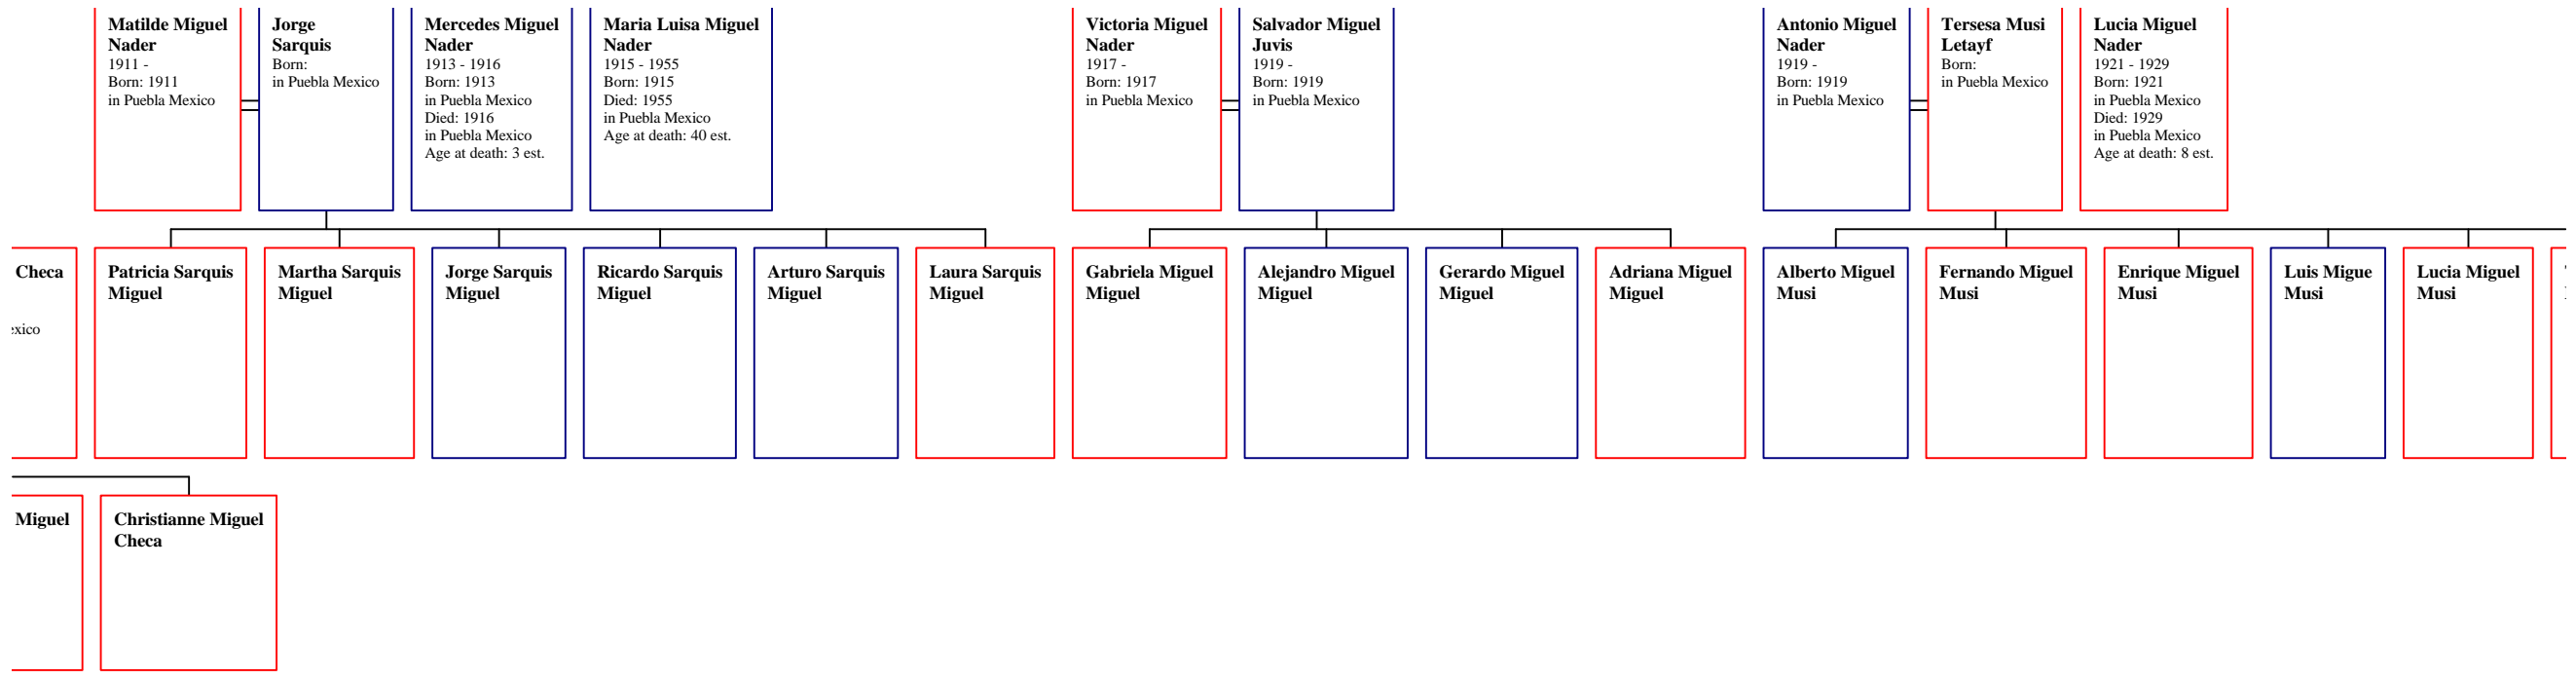 Matilde Miguel
Nader
1911 -
Born: 1911
in Puebla Mexico
Jorge
Sarquis
Born:
in Puebla Mexico
Mercedes Miguel
Nader
1913 - 1916
Born: 1913
in Puebla Mexico
Died: 1916
in Puebla Mexico
Age at death: 3 est.
Maria Luisa Miguel
Nader
1915 - 1955
Born: 1915
Died: 1955
in Puebla Mexico
Age at death: 40 est.
Victoria Miguel
Nader
1917 -
Born: 1917
in Puebla Mexico
Salvador Miguel
Juvis
1919 -
Born: 1919
in Puebla Mexico
Antonio Miguel
Nader
1919 -
Born: 1919
in Puebla Mexico
Tersesa Musi
Letayf
Born:
in Puebla Mexico
Lucia Miguel
Nader
1921 - 1929
Born: 1921
in Puebla Mexico
Died: 1929
in Puebla Mexico
Age at death: 8 est.
Checa
exico
Patricia Sarquis
Miguel
Martha Sarquis
Miguel
Jorge Sarquis
Miguel
Ricardo Sarquis
Miguel
Arturo Sarquis
Miguel
Laura Sarquis
Miguel
Gabriela Miguel
Miguel
Alejandro Miguel
Miguel
Gerardo Miguel
Miguel
Adriana Miguel
Miguel
Alberto Miguel
Musi
Fernando Miguel
Musi
Enrique Miguel
Musi
Luis Migue
Musi
Lucia Miguel
Musi
Miguel
Christianne Miguel
Checa